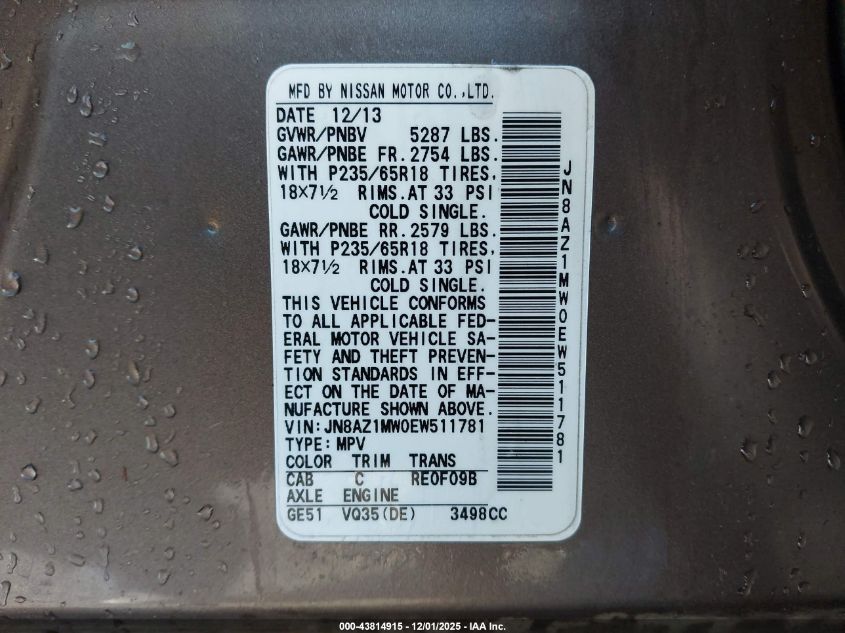 MFD BY NISSAN MOTOR CO.,LTD.
DATE 12/13
GVWR/PNBV 5287 LBS.
GAWR/PNBE FR. 2754 LBS.
WITH P235/65R18 TIRES,
18×7½ RIMS.AT 33 PSI
COLD SINGLE.
GAWR/PNBE RR. 2579 LBS.
WITH P235/65R18 TIRES,
18×7½ RIMS.AT 33 PSI
COLD SINGLE.
THIS VEHICLE CONFORMS
TO ALL APPLICABLE FED-
ERAL MOTOR VEHICLE SA-
FETY AND THEFT PREVEN-
TION STANDARDS IN EFF-
ECT ON THE DATE OF MA-
NUFACTURE SHOWN ABOVE.
VIN: JN8AZ1MW0EW511781
TYPE: MPV
COLOR TRIM TRANS
CAB C RE0F09B
AXLE ENGINE
GE51 VQ35(DE) 3498CC
JN8AZ1MW0EW511781
000-43814915 - 12/01/2025 - IAA Inc.